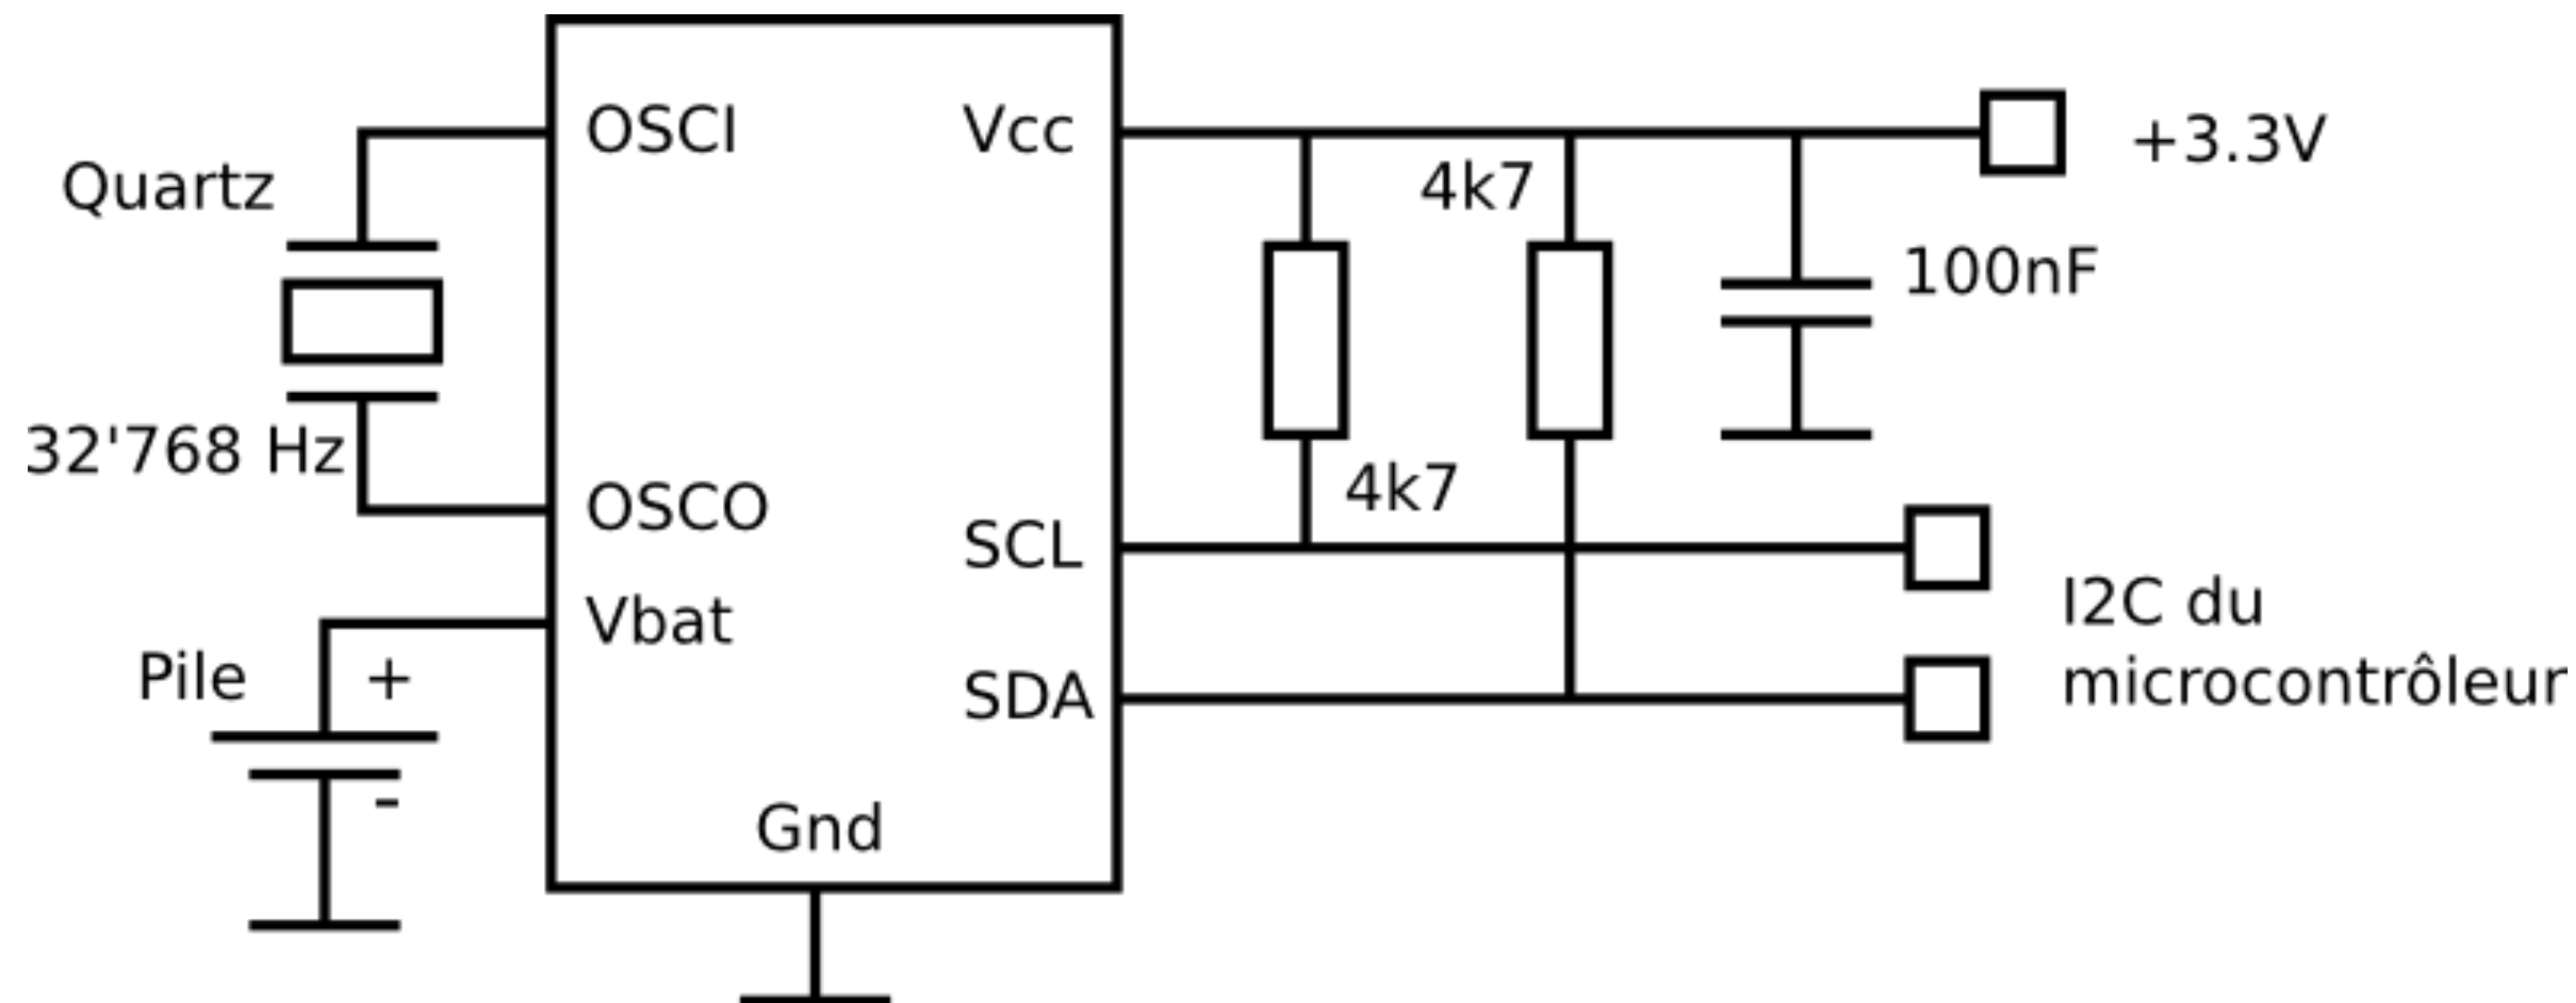 OSCI
Vcc
+3.3V
Quartz
4k7
100nF
32'768 Hz
OSCO
4k7
SCL
Vbat
I2C du
microcontrôleur
Pile
+
SDA
-
Gnd